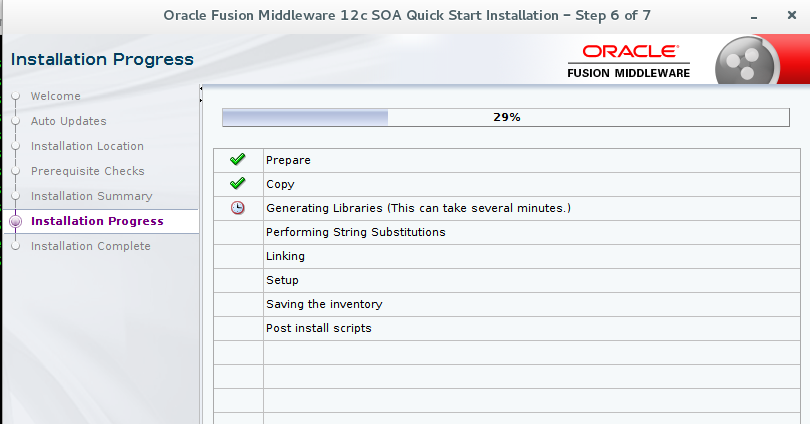 Oracle Fusion Middleware 12c SOA Quick Start Installation – Step 6 of 7
Installation Progress
ORACLE
FUSION MIDDLEWARE
Welcome
Auto Updates
Installation Location
Prerequisite Checks
Installation Summary
Installation Progress
Installation Complete
29%
Prepare
Copy
Generating Libraries (This can take several minutes.)
Performing String Substitutions
Linking
Setup
Saving the inventory
Post install scripts